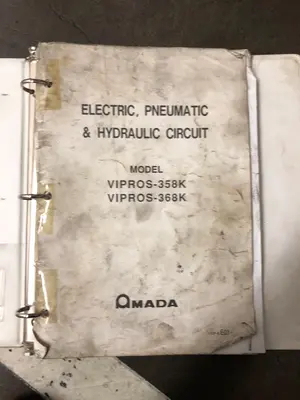 ELECTRIC, PNEUMATIC
& HYDRAULIC CIRCUIT
MODEL
VIPROS-358K
VIPROS-368K
AMADA